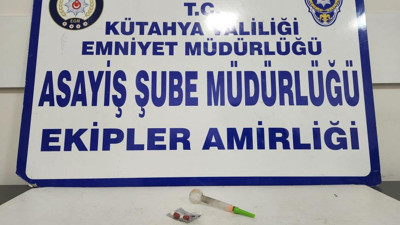 T.C.
KÜTAHYA VALİLİĞİ
EMNİYET MÜDÜRLÜĞÜ
ASAYİŞ ŞUBE MÜDÜRLÜĞÜ
EKİPLER AMİRLİĞİ